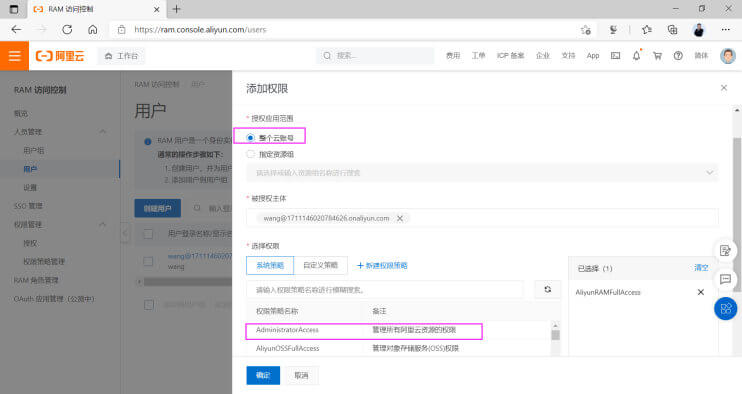 RAM 访问控制
https://ram.console.aliyun.com/users
阿里云
工作台
搜索...
费用 工单 ICP 备案 企业 支持 App 简体
RAM 访问控制
概览
人员管理
用户组
用户
设置
SSO 管理
权限管理
授权
权限策略管理
RAM 角色管理
OAuth 应用管理（公测中）
RAM 访问控制 / 用户
用户
RAM 用户是一个身份实
通常的操作步骤如下：
1. 创建用户，并为用户
2. 添加用户到用户组
创建用户
输入登
用户登录名称/显示名
wang@1711146020784626
wang
添加权限
* 授权应用范围
整个云账号
指定资源组
请选择或输入资源组名称进行搜索
* 被授权主体
wang@1711146020784626.onaliyun.com
* 选择权限
系统策略 自定义策略 + 新建权限策略
请输入权限策略名称进行模糊搜索。
权限策略名称 备注
AdministratorAccess 管理所有阿里云资源的权限
AliyunOSSFullAccess 管理对象存储服务(OSS)权限
已选择（1） 清空
AliyunRAMFullAccess
确定 取消